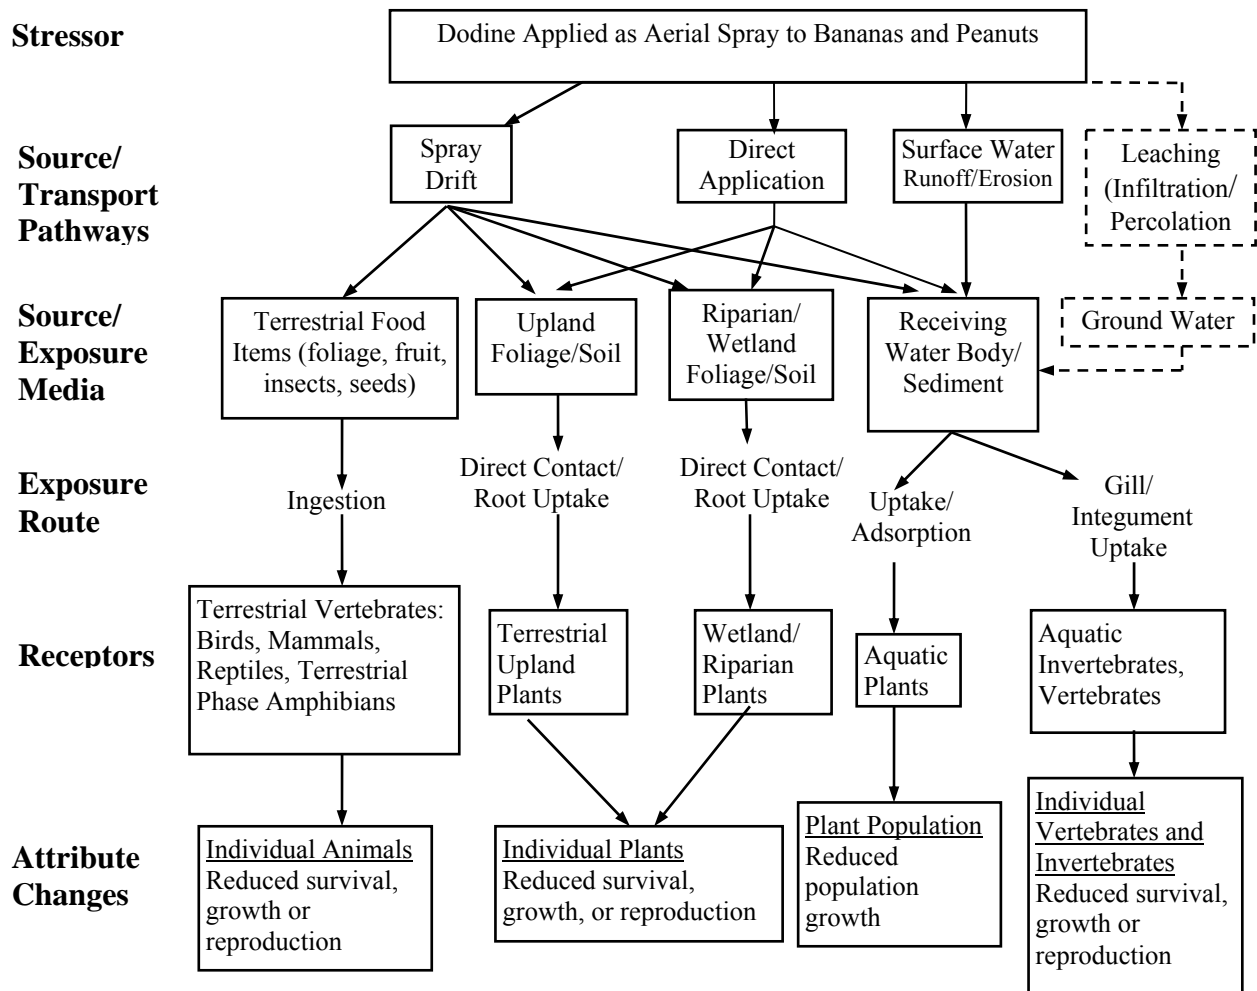 Stressor
Dodine Applied as Aerial Spray to Bananas and Peanuts
Source/
Transport
Pathways
Spray
Drift
Direct
Application
Surface Water
Runoff/Erosion
Leaching
(Infiltration/
Percolation
Source/
Exposure
Media
Terrestrial Food
Items (foliage, fruit,
insects, seeds)
Upland
Foliage/Soil
Riparian/
Wetland
Foliage/Soil
Receiving
Water Body/
Sediment
Ground Water
Exposure
Route
Ingestion
Direct Contact/
Root Uptake
Direct Contact/
Root Uptake
Uptake/
Adsorption
Gill/
Integument
Uptake
Receptors
Terrestrial Vertebrates:
Birds, Mammals,
Reptiles, Terrestrial
Phase Amphibians
Terrestrial
Upland
Plants
Wetland/
Riparian
Plants
Aquatic
Plants
Aquatic
Invertebrates,
Vertebrates
Attribute
Changes
Individual Animals
Reduced survival,
growth or
reproduction
Individual Plants
Reduced survival,
growth, or reproduction
Plant Population
Reduced
population
growth
Individual
Vertebrates and
Invertebrates
Reduced survival,
growth or
reproduction